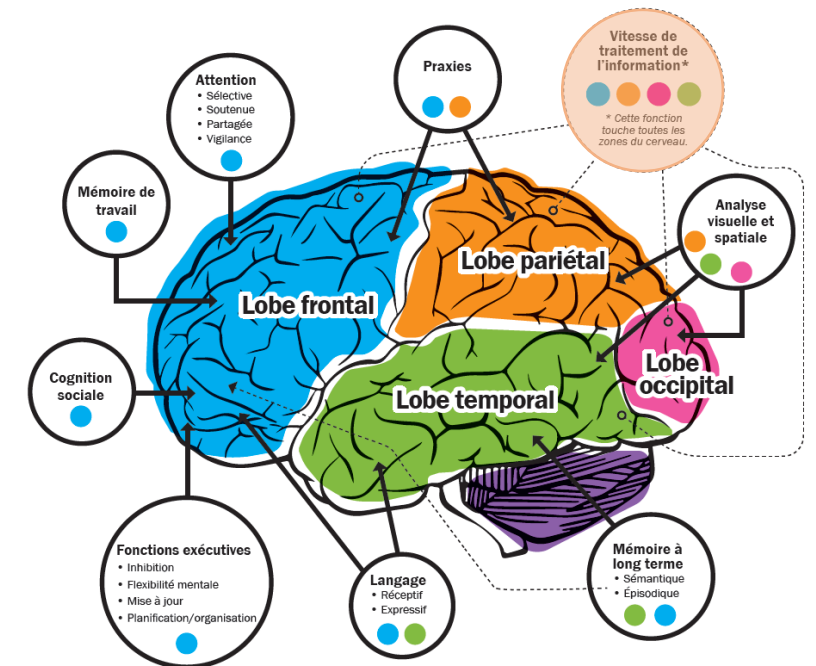 Vitesse de
traitement de
l'information*
* Cette fonction
touche toutes les
zones du cerveau.
Praxies
Attention
• Sélective
• Soutenue
• Partagée
• Vigilance
Mémoire de
travail
Analyse
visuelle et
spatiale
Lobe pariétal
Lobe frontal
Lobe
occipital
Lobe temporal
Cognition
sociale
Fonctions exécutives
• Inhibition
• Flexibilité mentale
• Mise à jour
• Planification/organisation
Langage
• Réceptif
• Expressif
Mémoire à
long terme
• Sémantique
• Épisodique